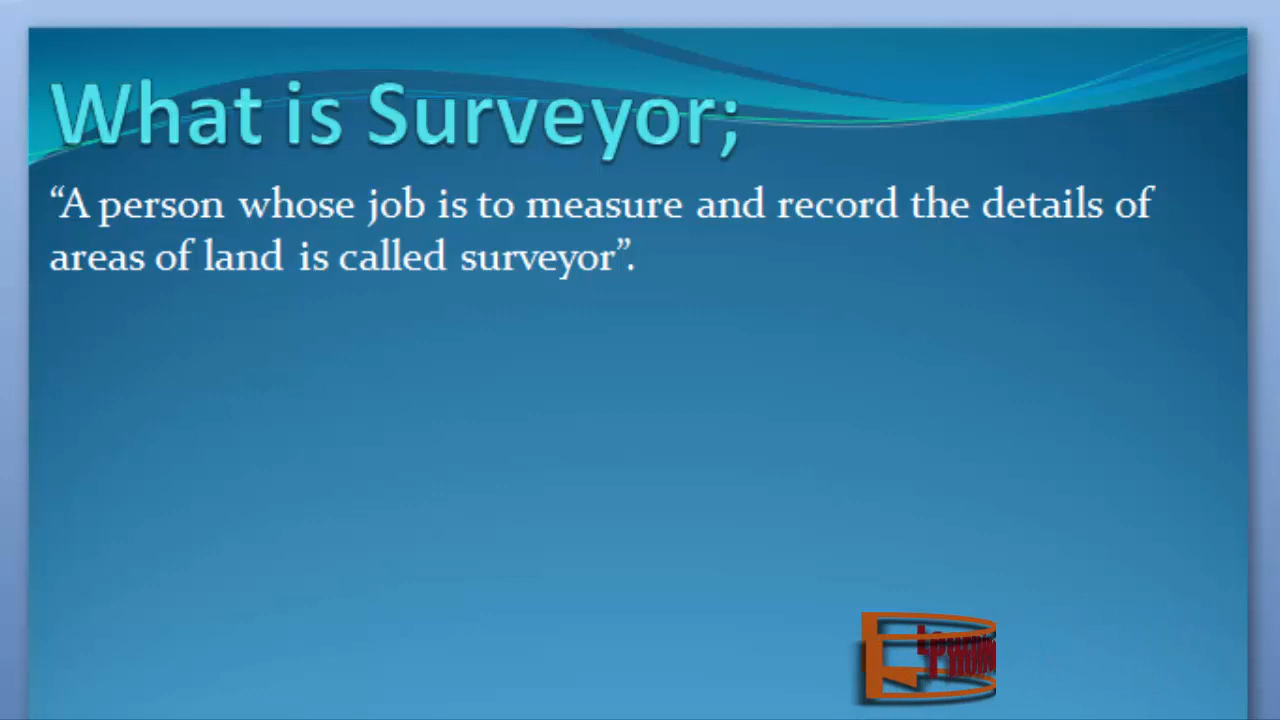 What is Surveyor;
“A person whose job is to measure and record the details of
areas of land is called surveyor”.